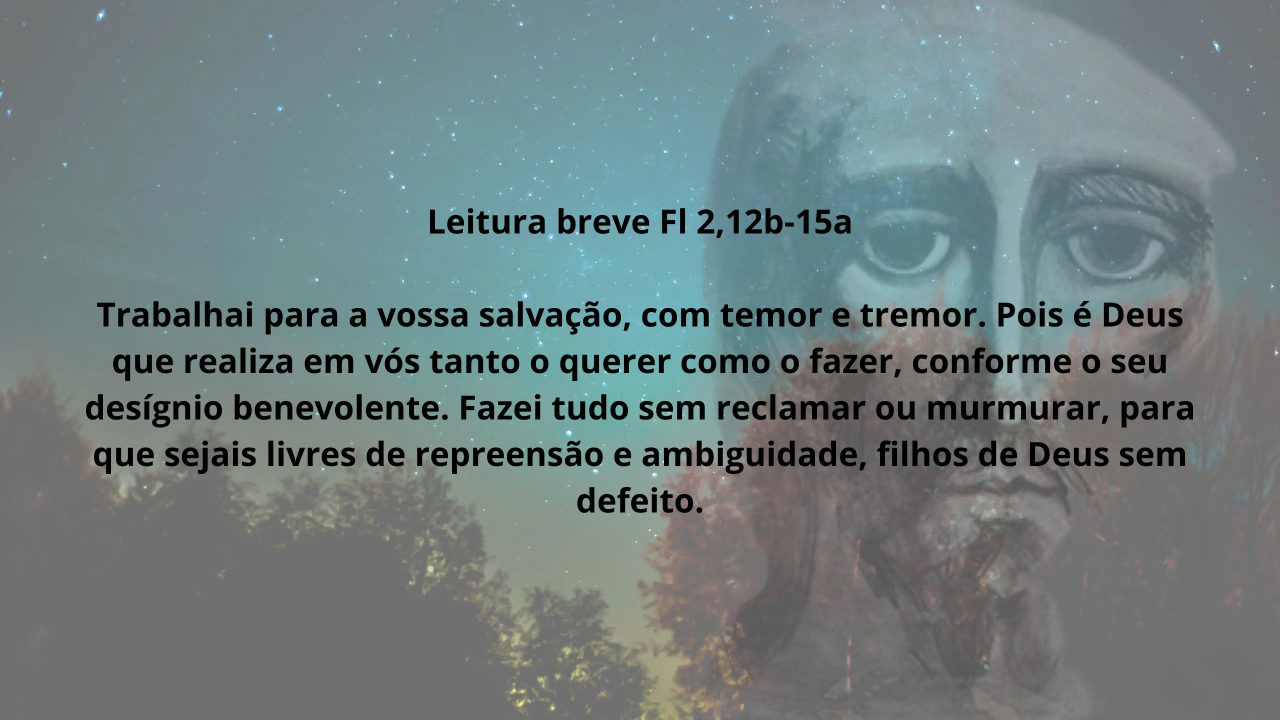 Leitura breve Fl 2,12b-15a
Trabalhai para a vossa salvação, com temor e tremor. Pois é Deus
que realiza em vós tanto o querer como o fazer, conforme o seu
desígnio benevolente. Fazei tudo sem reclamar ou murmurar, para
que sejais livres de repreensão e ambiguidade, filhos de Deus sem
defeito.